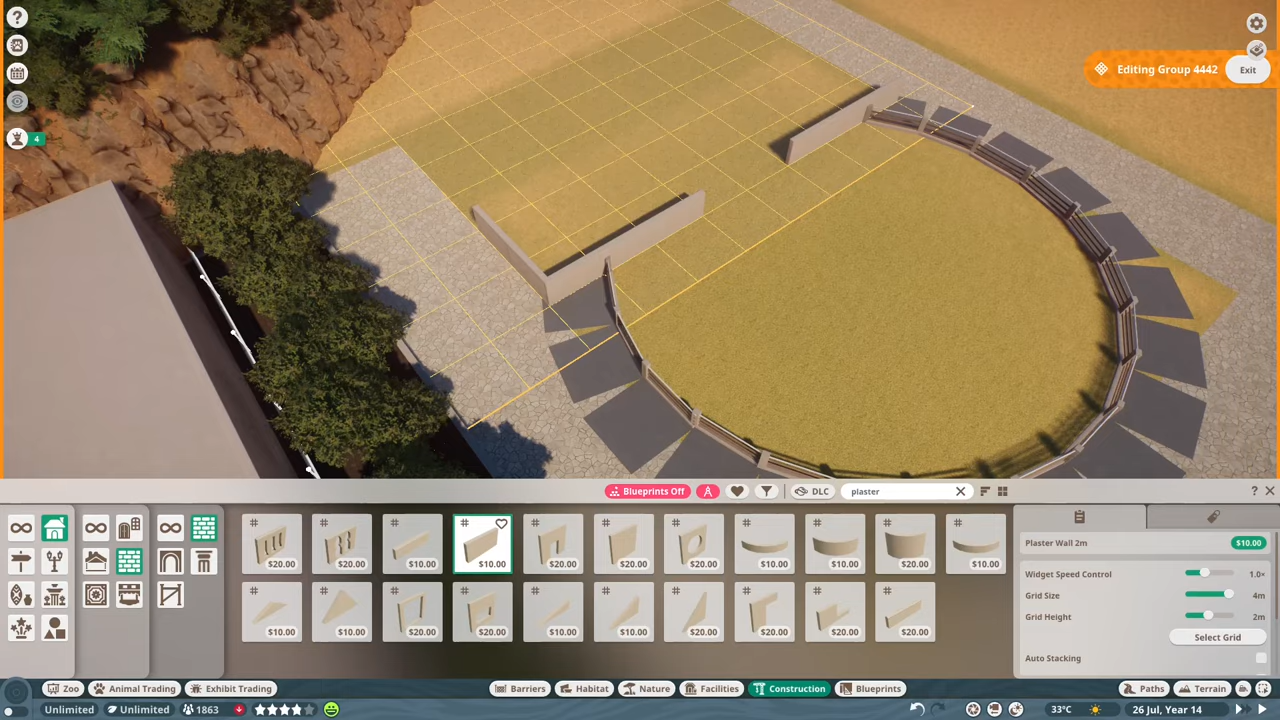 ?
4
Editing Group 4442
Exit
Blueprints Off
DLC
plaster
?
$20.00
$20.00
$10.00
$10.00
$20.00
$20.00
$20.00
$10.00
$10.00
$20.00
$10.00
$10.00
$10.00
$20.00
$20.00
$10.00
$10.00
$20.00
$20.00
$20.00
$20.00
Plaster Wall 2m
$10.00
Widget Speed Control
1.0×
Grid Size
4m
Grid Height
2m
Select Grid
Auto Stacking
Zoo
Animal Trading
Exhibit Trading
Barriers
Habitat
Nature
Facilities
Construction
Blueprints
Paths
Terrain
Unlimited
Unlimited
1863
33°C
26 Jul, Year 14